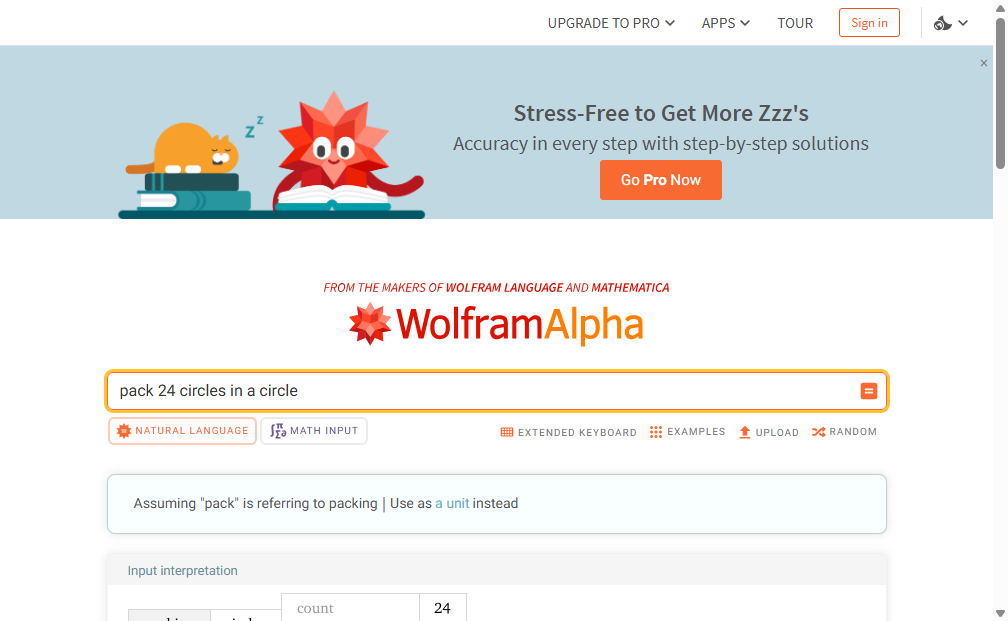 UPGRADE TO PRO APPS TOUR Sign in
×
z z
Stress-Free to Get More Zzz's
Accuracy in every step with step-by-step solutions
Go Pro Now
FROM THE MAKERS OF WOLFRAM LANGUAGE AND MATHEMATICA
WolframAlpha
pack 24 circles in a circle
NATURAL LANGUAGE MATH INPUT EXTENDED KEYBOARD EXAMPLES UPLOAD RANDOM
Assuming "pack" is referring to packing | Use as a unit instead
Input interpretation
count 24